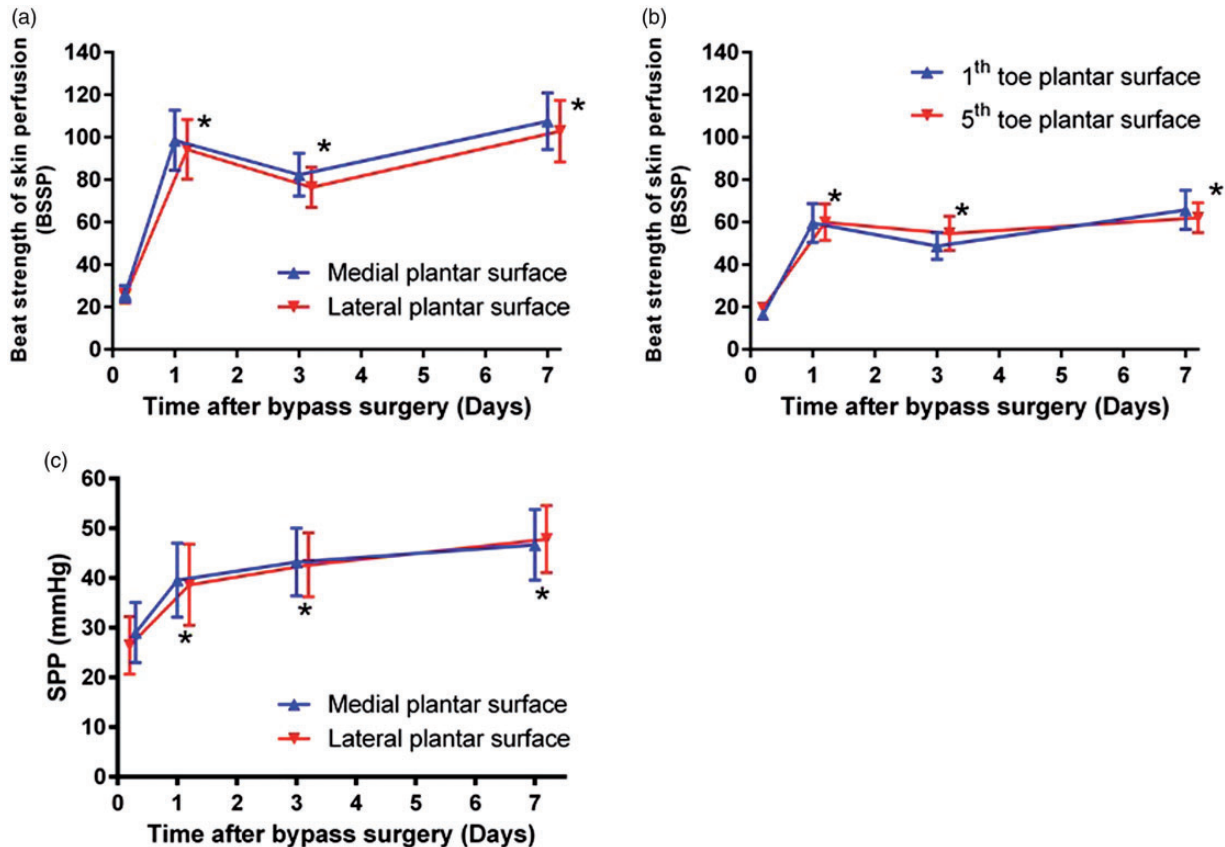 (a)
Beat strength of skin perfusion
(BSSP)
140
120
100
80
60
40
20
0
*
*
*
Medial plantar surface
Lateral plantar surface
0 1 2 3 4 5 6 7
Time after bypass surgery (Days)
(b)
Beat strength of skin perfusion
(BSSP)
140
120
100
80
60
40
20
0
1th toe plantar surface
5th toe plantar surface
*
*
*
0 1 2 3 4 5 6 7
Time after bypass surgery (Days)
(c)
SPP (mmHg)
60
50
40
30
20
10
0
*
*
*
Medial plantar surface
Lateral plantar surface
0 1 2 3 4 5 6 7
Time after bypass surgery (Days)